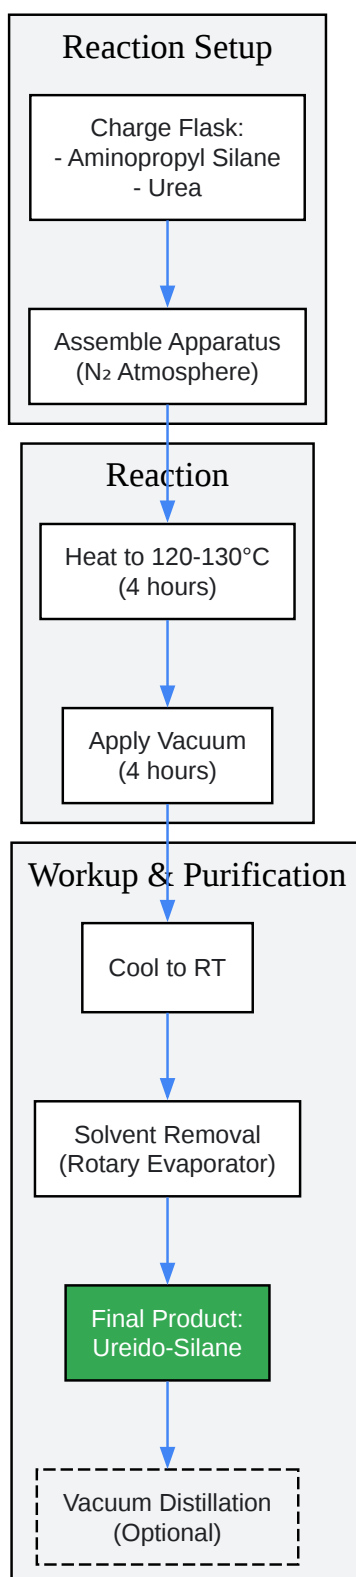 Reaction Setup
Charge Flask:
- Aminopropyl Silane
- Urea
Assemble Apparatus
(N₂ Atmosphere)
Reaction
Heat to 120-130°C
(4 hours)
Apply Vacuum
(4 hours)
Workup & Purification
Cool to RT
Solvent Removal
(Rotary Evaporator)
Final Product:
Ureido-Silane
Vacuum Distillation
(Optional)